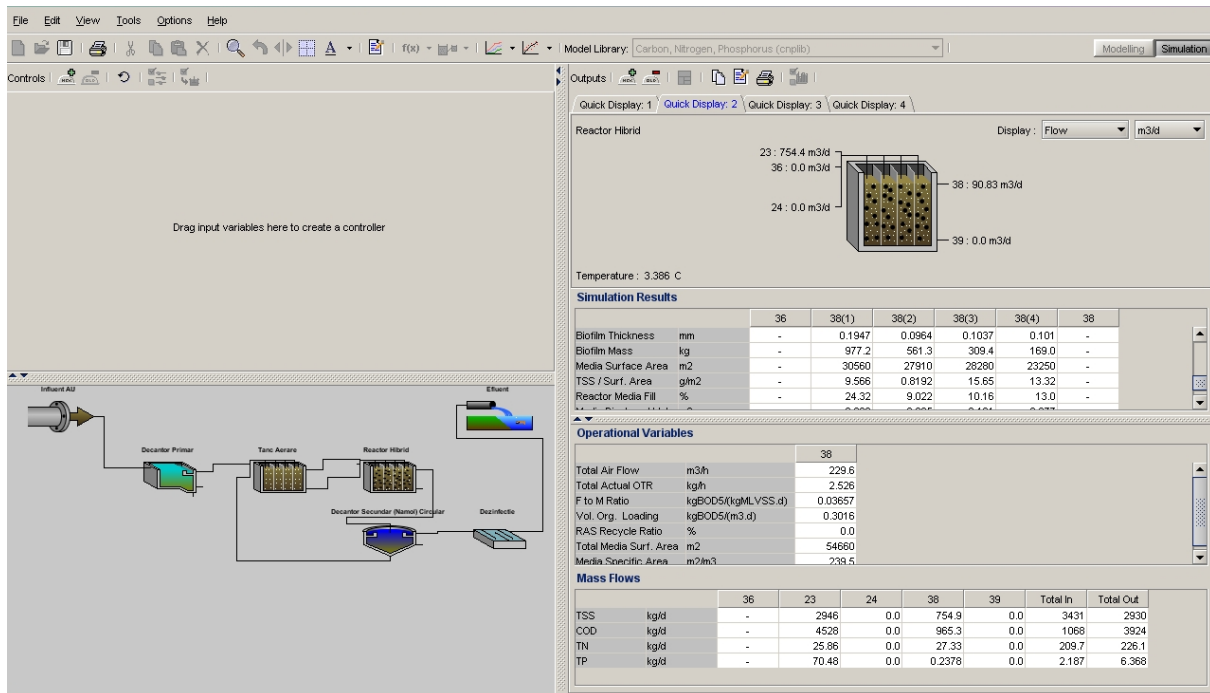 File Edit View Tools Options Help
f(x) Model Library: Carbon, Nitrogen, Phosphorus (cnplib) Modelling Simulation
Controls
Outputs
Quick Display: 1 Quick Display: 2 Quick Display: 3 Quick Display: 4
Reactor Hibrid
Display : Flow m3/d
23 : 754.4 m3/d
36 : 0.0 m3/d
24 : 0.0 m3/d
38 : 90.83 m3/d
39 : 0.0 m3/d
Temperature : 3.386 C
Drag input variables here to create a controller
Simulation Results
36 38(1) 38(2) 38(3) 38(4) 38
Biofilm Thickness mm - 0.1947 0.0964 0.1037 0.101 -
Biofilm Mass kg - 977.2 561.3 309.4 169.0 -
Media Surface Area m2 - 30560 27910 28280 23250 -
TSS / Surf. Area g/m2 - 9.566 0.8192 15.65 13.32 -
Reactor Media Fill % - 24.32 9.022 10.16 13.0 -
Operational Variables
38
Total Air Flow m3/h 229.6
Total Actual OTR kg/h 2.526
F to M Ratio kgBOD5/(kgMLVSS.d) 0.03657
Vol. Org. Loading kgBOD5/(m3.d) 0.3016
RAS Recycle Ratio % 0.0
Total Media Surf. Area m2 54660
Media Specific Area m2/m3 239.5
Mass Flows
36 23 24 38 39 Total In Total Out
TSS kg/d - 2946 0.0 754.9 0.0 3431 2930
COD kg/d - 4528 0.0 965.3 0.0 1068 3924
TN kg/d - 25.86 0.0 27.33 0.0 209.7 226.1
TP kg/d - 70.48 0.0 0.2378 0.0 2.187 6.368
Influent AU
Efluent
Decantor Primar
Tanc Aerare
Reactor Hibrid
Decantor Secundar (Namol) Circular
Dezinfectie